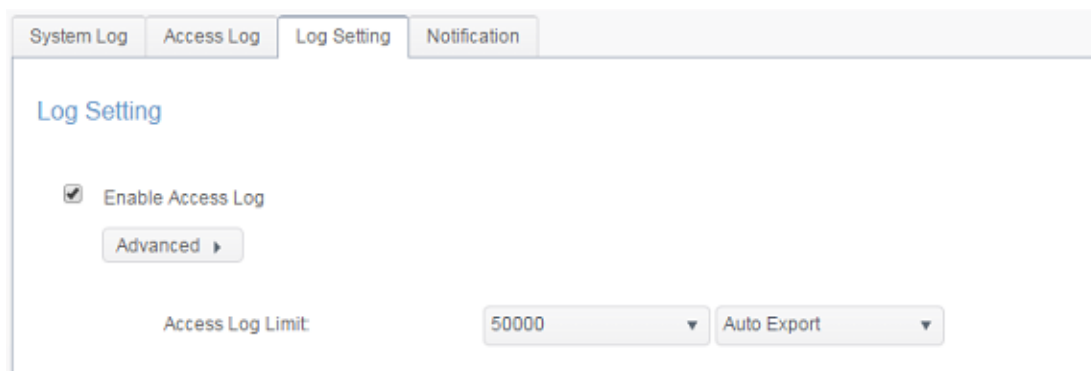 System Log Access Log Log Setting Notification
Log Setting
Enable Access Log
Advanced
Access Log Limit: 50000 Auto Export